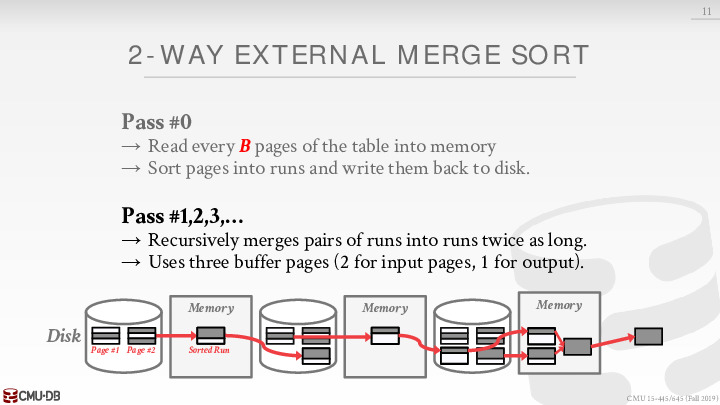 11
2-WAY EXTERNAL MERGE SORT
Pass #0
→ Read every B pages of the table into memory
→ Sort pages into runs and write them back to disk.
Pass #1,2,3,…
→ Recursively merges pairs of runs into runs twice as long.
→ Uses three buffer pages (2 for input pages, 1 for output).
Memory
Memory
Memory
Disk
Page #1 Page #2
Sorted Run
CMU·DB
CMU 15-445/645 (Fall 2019)